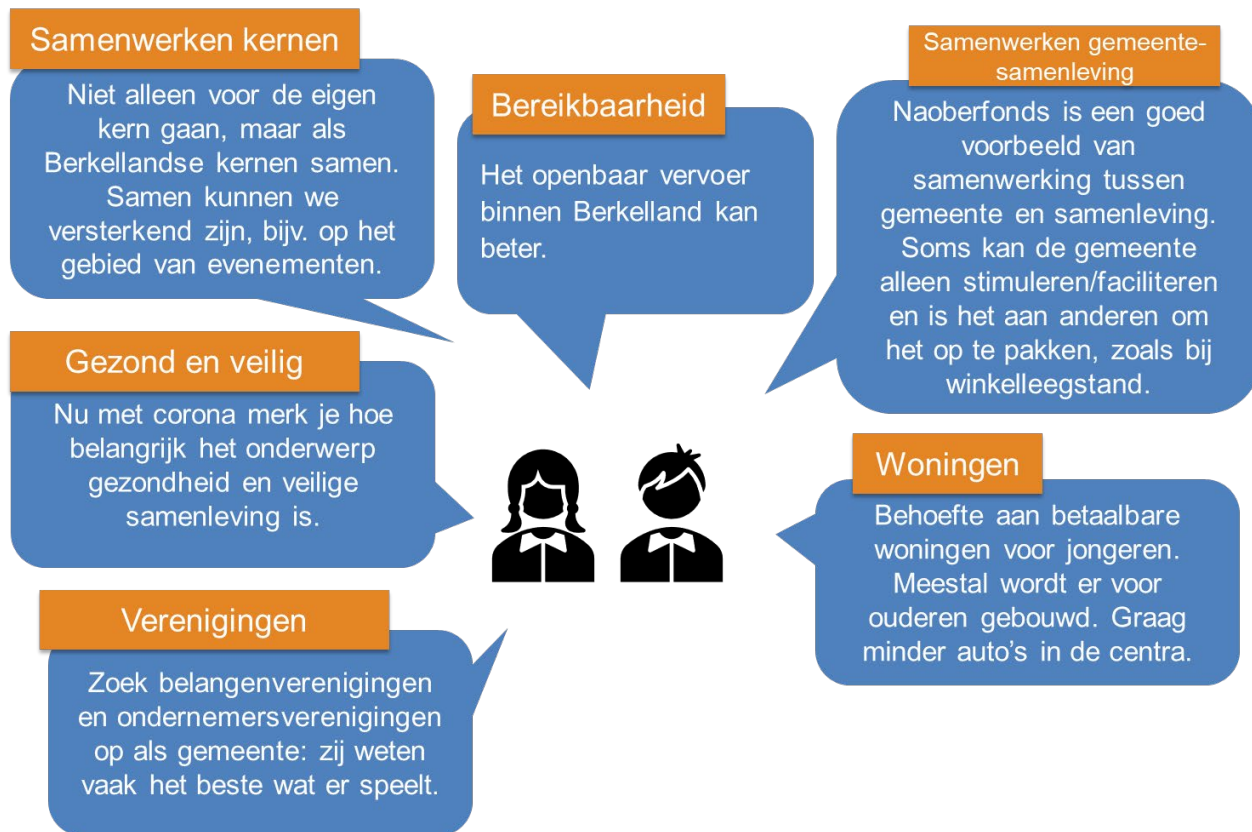 Samenwerken kernen
Niet alleen voor de eigen
kern gaan, maar als
Berkellandse kernen samen.
Samen kunnen we
versterkend zijn, bijv. op het
gebied van evenementen.
Bereikbaarheid
Het openbaar vervoer
binnen Berkelland kan
beter.
Samenwerken gemeente-
samenleving
Naoberfonds is een goed
voorbeeld van
samenwerking tussen
gemeente en samenleving.
Soms kan de gemeente
alleen stimuleren/faciliteren
en is het aan anderen om
het op te pakken, zoals bij
winkelleegstand.
Gezond en veilig
Nu met corona merk je hoe
belangrijk het onderwerp
gezondheid en veilige
samenleving is.
Woningen
Behoefte aan betaalbare
woningen voor jongeren.
Meestal wordt er voor
ouderen gebouwd. Graag
minder auto's in de centra.
Verenigingen
Zoek belangenverenigingen
en ondernemersverenigingen
op als gemeente: zij weten
vaak het beste wat er speelt.